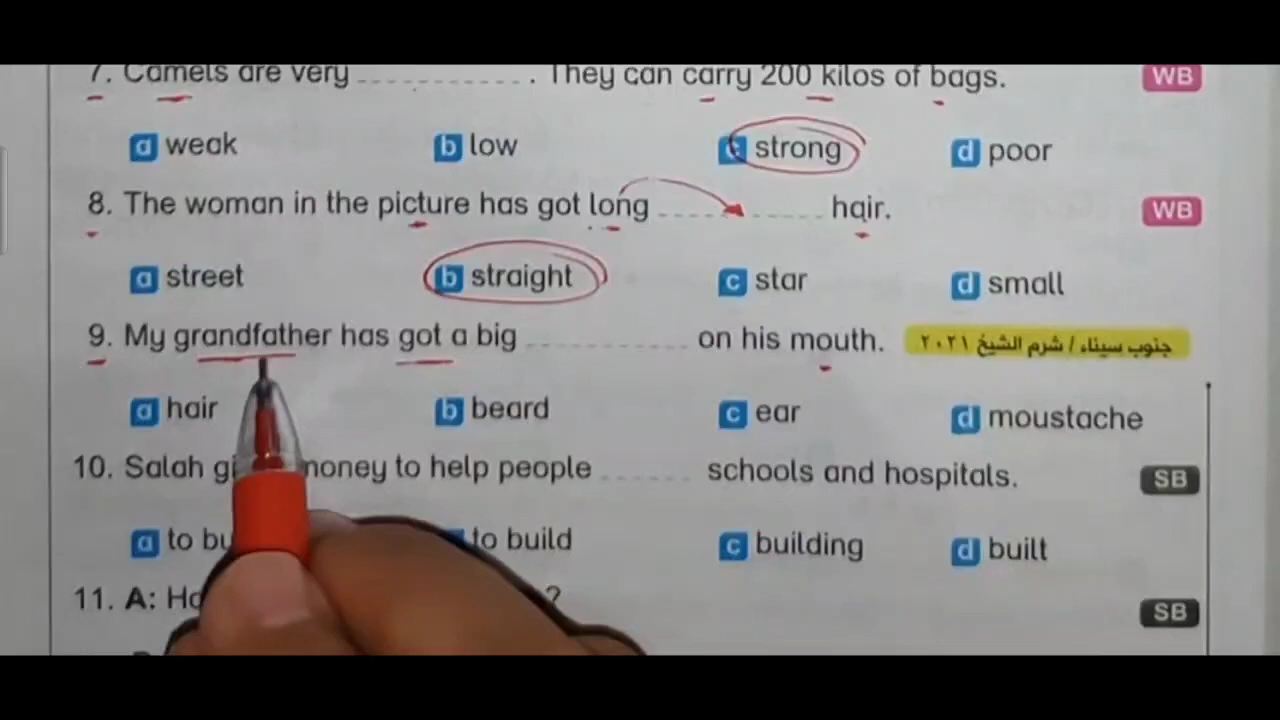 7. Camels are very ............ . They can carry 200 kilos of bags. WB
a weak b low c strong d poor
8. The woman in the picture has got long ............ hair. WB
a street b straight c star d small
9. My grandfather has got a big ............ on his mouth. جنوب سيناء / شرم الشيخ ٢٠٢١
a hair b beard c ear d moustache
10. Salah money to help people ...... schools and hospitals. SB
a to to build c building d built
11. A: ? SB